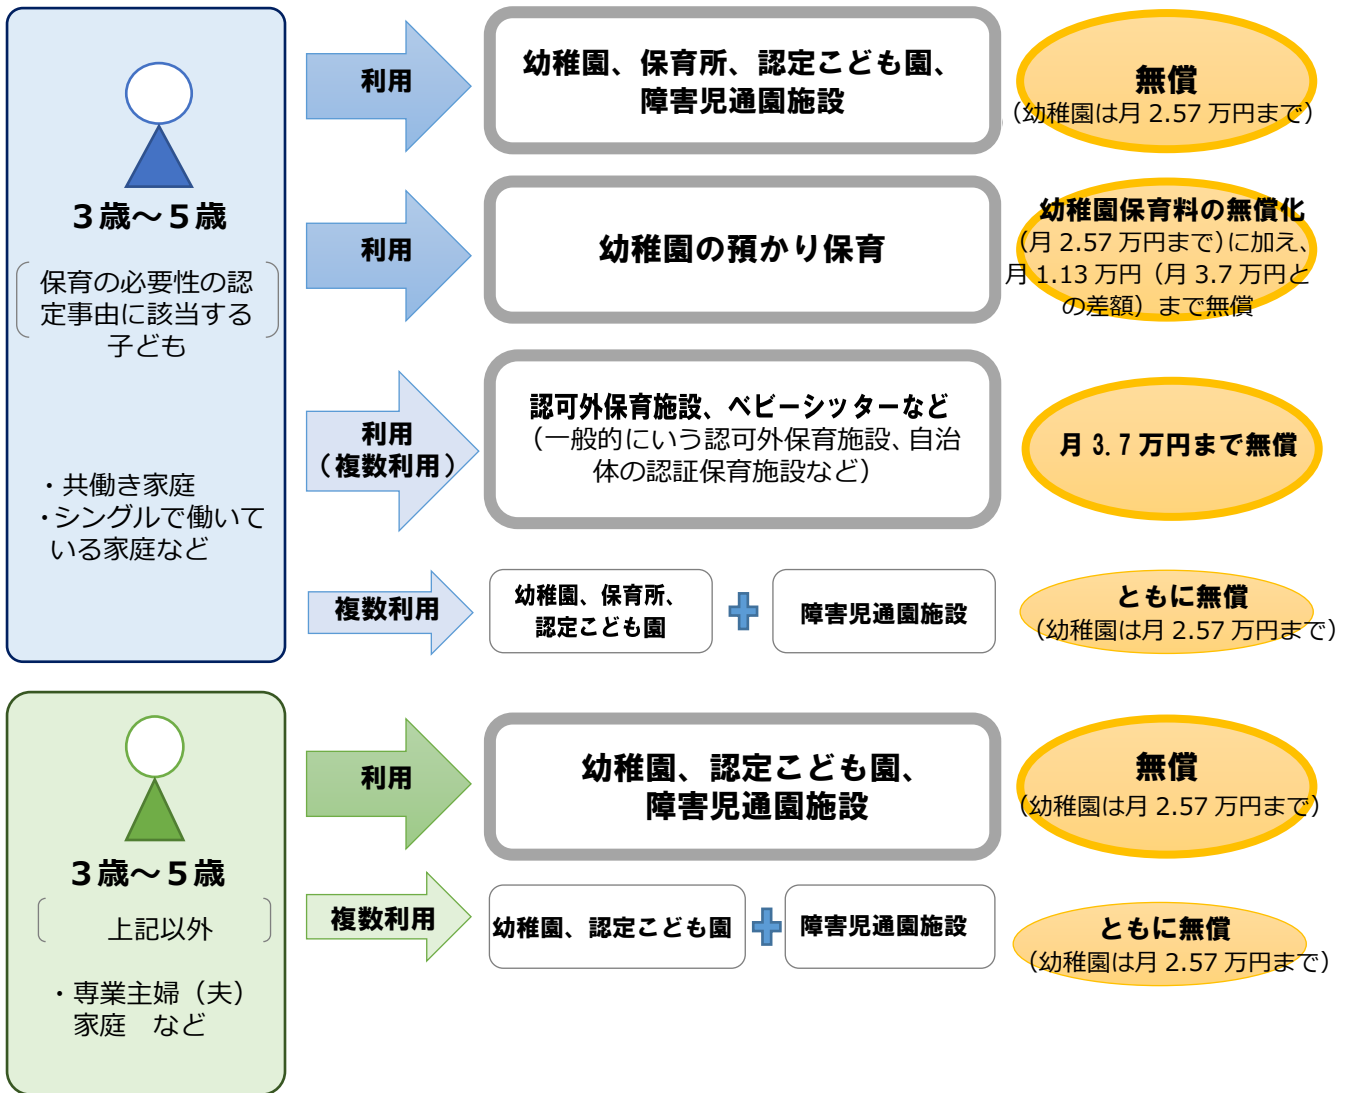 3歳～5歳
保育の必要性の認
定事由に該当する
子ども
・共働き家庭
・シングルで働いて
いる家庭など
利用
幼稚園、保育所、認定こども園、
障害児通園施設
無償
（幼稚園は月 2.57 万円まで）
利用
幼稚園の預かり保育
幼稚園保育料の無償化
（月 2.57 万円まで）に加え、
月 1.13 万円（月 3.7 万円と
の差額）まで無償
利用
（複数利用）
認可外保育施設、ベビーシッターなど
（一般的にいう認可外保育施設、自治
体の認証保育施設など）
月 3.7 万円まで無償
複数利用
幼稚園、保育所、
認定こども園
障害児通園施設
ともに無償
（幼稚園は月 2.57 万円まで）
3歳～5歳
上記以外
・専業主婦（夫）
家庭　など
利用
幼稚園、認定こども園、
障害児通園施設
無償
（幼稚園は月 2.57 万円まで）
複数利用
幼稚園、認定こども園
障害児通園施設
ともに無償
（幼稚園は月 2.57 万円まで）